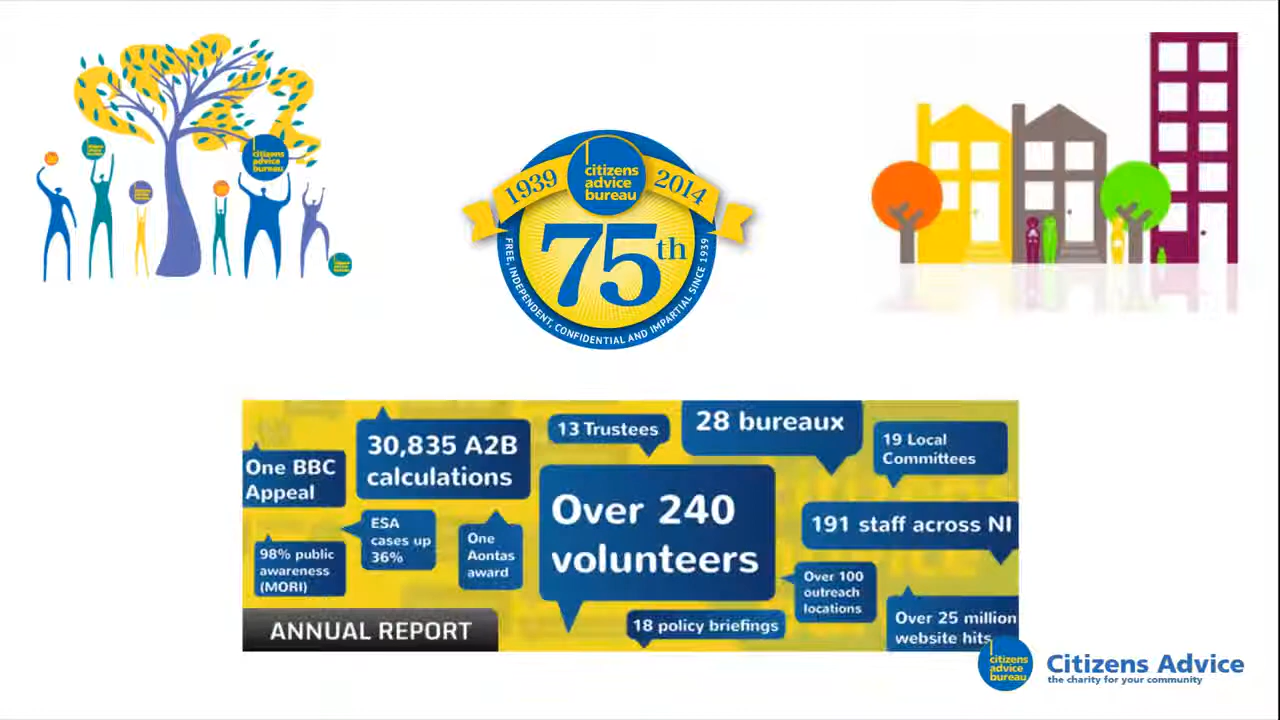 citizens
advice
bureau
1939
citizens
advice
bureau
2014
75th
FREE, INDEPENDENT, CONFIDENTIAL AND IMPARTIAL SINCE 1939
One BBC
Appeal
30,835 A2B
calculations
13 Trustees
28 bureaux
19 Local
Committees
98% public
awareness
(MORI)
ESA
cases up
36%
One
Aontas
award
Over 240
volunteers
191 staff across NI
Over 100
outreach
locations
18 policy briefings
Over 25 million
website hits
ANNUAL REPORT
citizens
advice
bureau
Citizens Advice
the charity for your community